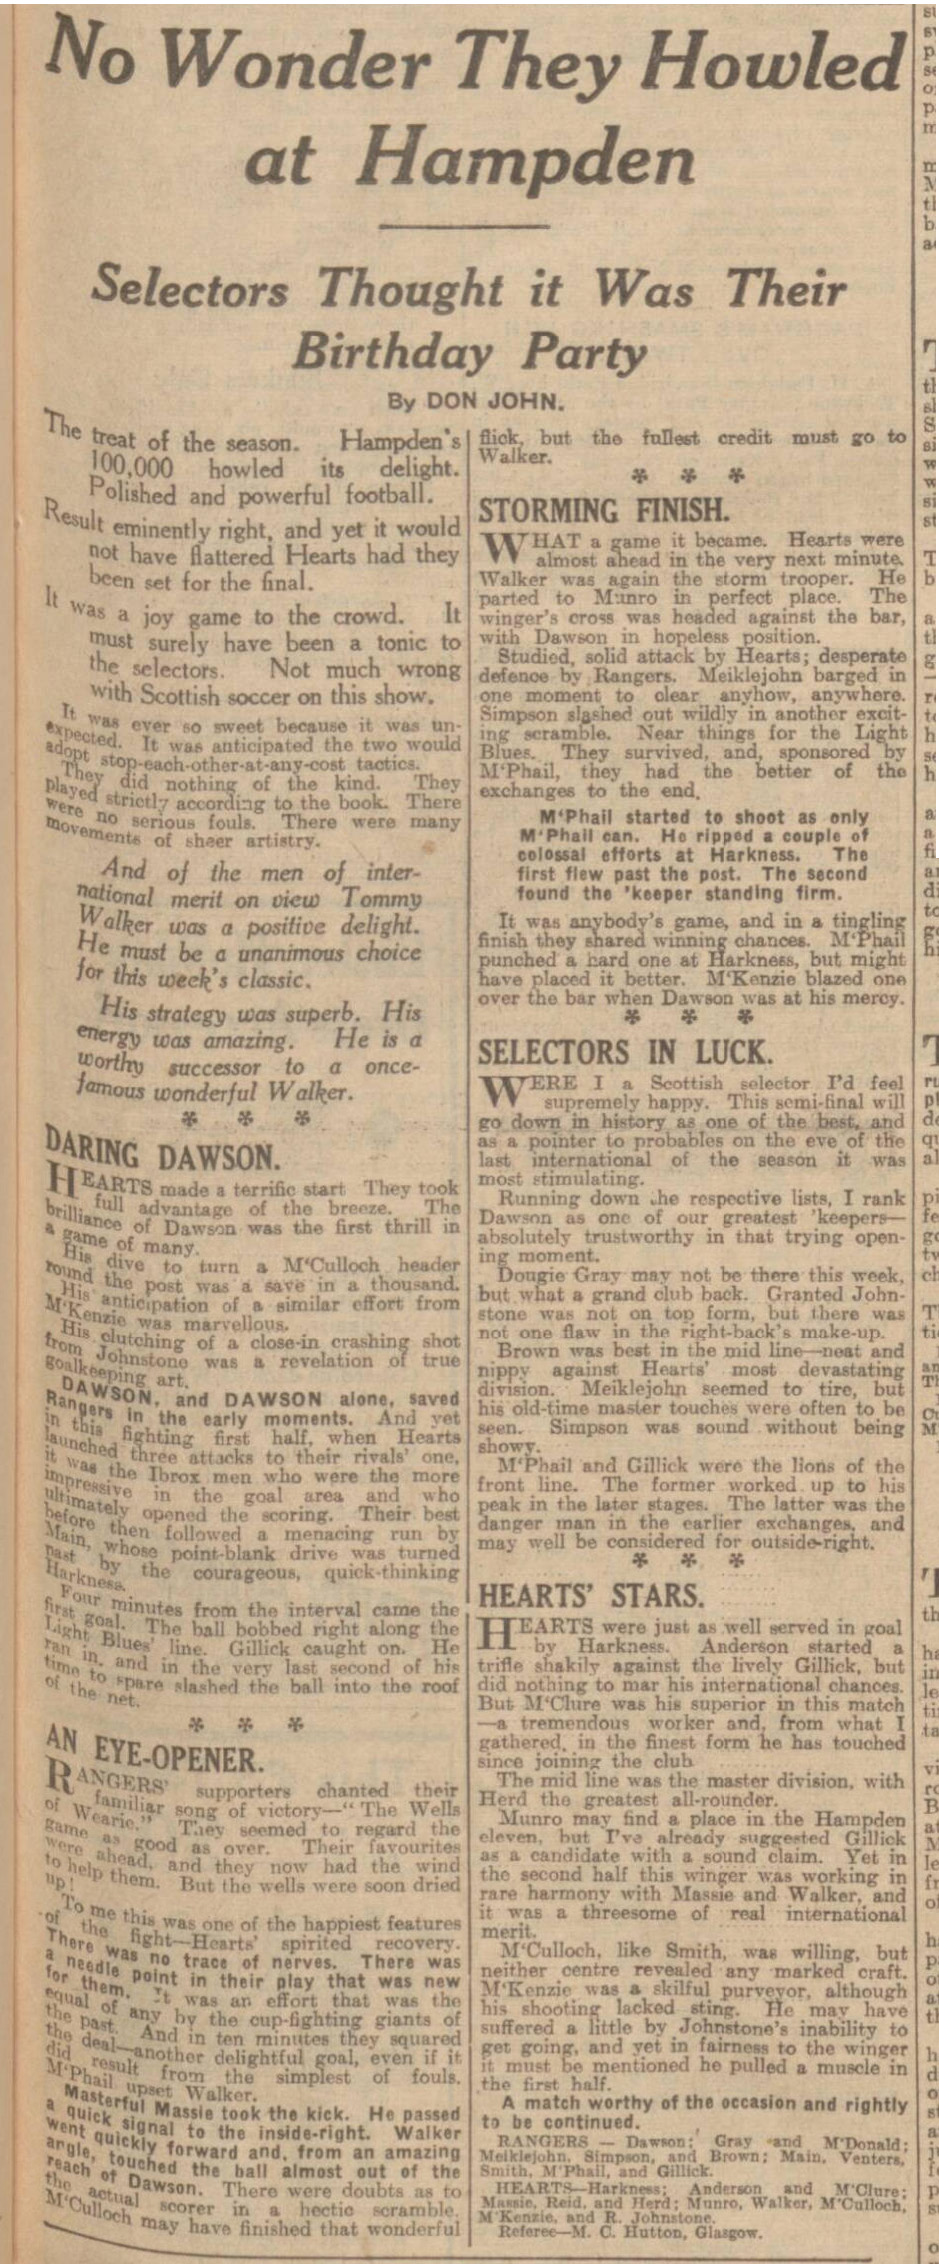 No Wonder They Howled
at Hampden
Selectors Thought it Was Their
Birthday Party
By DON JOHN.
The treat of the season. Hampden's
100,000 howled its delight.
Polished and powerful football.
Result eminently right, and yet it would
not have flattered Hearts had they
been set for the final.
It was a joy game to the crowd. It
must surely have been a tonic to
the selectors. Not much wrong
with Scottish soccer on this show.
It was ever so sweet because it was un-
expected. It was anticipated the two would
adopt stop-each-other-at-any-cost tactics.
They did nothing of the kind. They
played strictly according to the book. There
were no serious fouls. There were many
movements of sheer artistry.
And of the men of inter-
national merit on view Tommy
Walker was a positive delight.
He must be a unanimous choice
for this week's classic.
His strategy was superb. His
energy was amazing. He is a
worthy successor to a once-
famous wonderful Walker.
* * *
DARING DAWSON.
HEARTS made a terrific start They took
full advantage of the breeze. The
brilliance of Dawson was the first thrill in
a game of many.
His dive to turn a M'Culloch header
round the post was a save in a thousand.
His anticipation of a similar effort from
M'Kenzie was marvellous.
His clutching of a close-in crashing shot
from Johnstone was a revelation of true
goalkeeping art.
DAWSON, and DAWSON alone, saved
Rangers in the early moments. And yet
in this fighting first half, when Hearts
launched three attacks to their rivals' one,
it was the Ibrox men who were the more
impressive in the goal area and who
ultimately opened the scoring. Their best
before then followed a menacing run by
Main, whose point-blank drive was turned
past by the courageous, quick-thinking
Harkness.
Four minutes from the interval came the
first goal. The ball bobbed right along the
Light Blues' line. Gillick caught on. He
ran in, and in the very last second of his
time to spare slashed the ball into the roof
of the net.
* * *
AN EYE-OPENER.
RANGERS' supporters chanted their
familiar song of victory—"The Wells
of Wearie." They seemed to regard the
game as good as over. Their favourites
were ahead, and they now had the wind
to help them. But the wells were soon dried
up!
To me this was one of the happiest features
of the fight—Hearts' spirited recovery.
There was no trace of nerves. There was
a needle point in their play that was new
for them. It was an effort that was the
equal of any by the cup-fighting giants of
the past. And in ten minutes they squared
the deal—another delightful goal, even if it
did result from the simplest of fouls.
M'Phail upset Walker.
Masterful Massie took the kick. He passed
a quick signal to the inside-right. Walker
went quickly forward and, from an amazing
angle, touched the ball almost out of the
reach of Dawson. There were doubts as to
the actual scorer in a hectic scramble.
M'Culloch may have finished that wonderful
flick, but the fullest credit must go to
Walker.
* * *
STORMING FINISH.
WHAT a game it became. Hearts were
almost ahead in the very next minute.
Walker was again the storm trooper. He
parted to Munro in perfect place. The
winger's cross was headed against the bar,
with Dawson in hopeless position.
Studied, solid attack by Hearts; desperate
defence by Rangers. Meiklejohn barged in
one moment to clear anyhow, anywhere.
Simpson slashed out wildly in another excit-
ing scramble. Near things for the Light
Blues. They survived, and, sponsored by
M'Phail, they had the better of the
exchanges to the end.
M'Phail started to shoot as only
M'Phail can. He ripped a couple of
colossal efforts at Harkness. The
first flew past the post. The second
found the 'keeper standing firm.
It was anybody's game, and in a tingling
finish they shared winning chances. M'Phail
punched a hard one at Harkness, but might
have placed it better. M'Kenzie blazed one
over the bar when Dawson was at his mercy.
* * *
SELECTORS IN LUCK.
WERE I a Scottish selector I'd feel
supremely happy. This semi-final will
go down in history as one of the best, and
as a pointer to probables on the eve of the
last international of the season it was
most stimulating.
Running down the respective lists, I rank
Dawson as one of our greatest 'keepers—
absolutely trustworthy in that trying open-
ing moment.
Dougie Gray may not be there this week,
but what a grand club back. Granted John-
stone was not on top form, but there was
not one flaw in the right-back's make-up.
Brown was best in the mid line—neat and
nippy against Hearts' most devastating
division. Meiklejohn seemed to tire, but
his old-time master touches were often to be
seen. Simpson was sound without being
showy.
M'Phail and Gillick were the lions of the
front line. The former worked up to his
peak in the later stages. The latter was the
danger man in the earlier exchanges, and
may well be considered for outside-right.
* * *
HEARTS' STARS.
HEARTS were just as well served in goal
by Harkness. Anderson started a
trifle shakily against the lively Gillick, but
did nothing to mar his international chances.
But M'Clure was his superior in this match
—a tremendous worker and, from what I
gathered, in the finest form he has touched
since joining the club
The mid line was the master division, with
Herd the greatest all-rounder.
Munro may find a place in the Hampden
eleven, but I've already suggested Gillick
as a candidate with a sound claim. Yet in
the second half this winger was working in
rare harmony with Massie and Walker, and
it was a threesome of real international
merit.
M'Culloch, like Smith, was willing, but
neither centre revealed any marked craft.
M'Kenzie was a skilful purveyor, although
his shooting lacked sting. He may have
suffered a little by Johnstone's inability to
get going, and yet in fairness to the winger
it must be mentioned he pulled a muscle in
the first half.
A match worthy of the occasion and rightly
to be continued.
RANGERS — Dawson; Gray and M'Donald;
Meiklejohn, Simpson, and Brown; Main, Venters,
Smith, M'Phail, and Gillick.
HEARTS—Harkness; Anderson and M'Clure;
Massie, Reid, and Herd; Munro, Walker, M'Culloch,
M'Kenzie, and R. Johnstone.
Referee—M. C. Hutton, Glasgow.